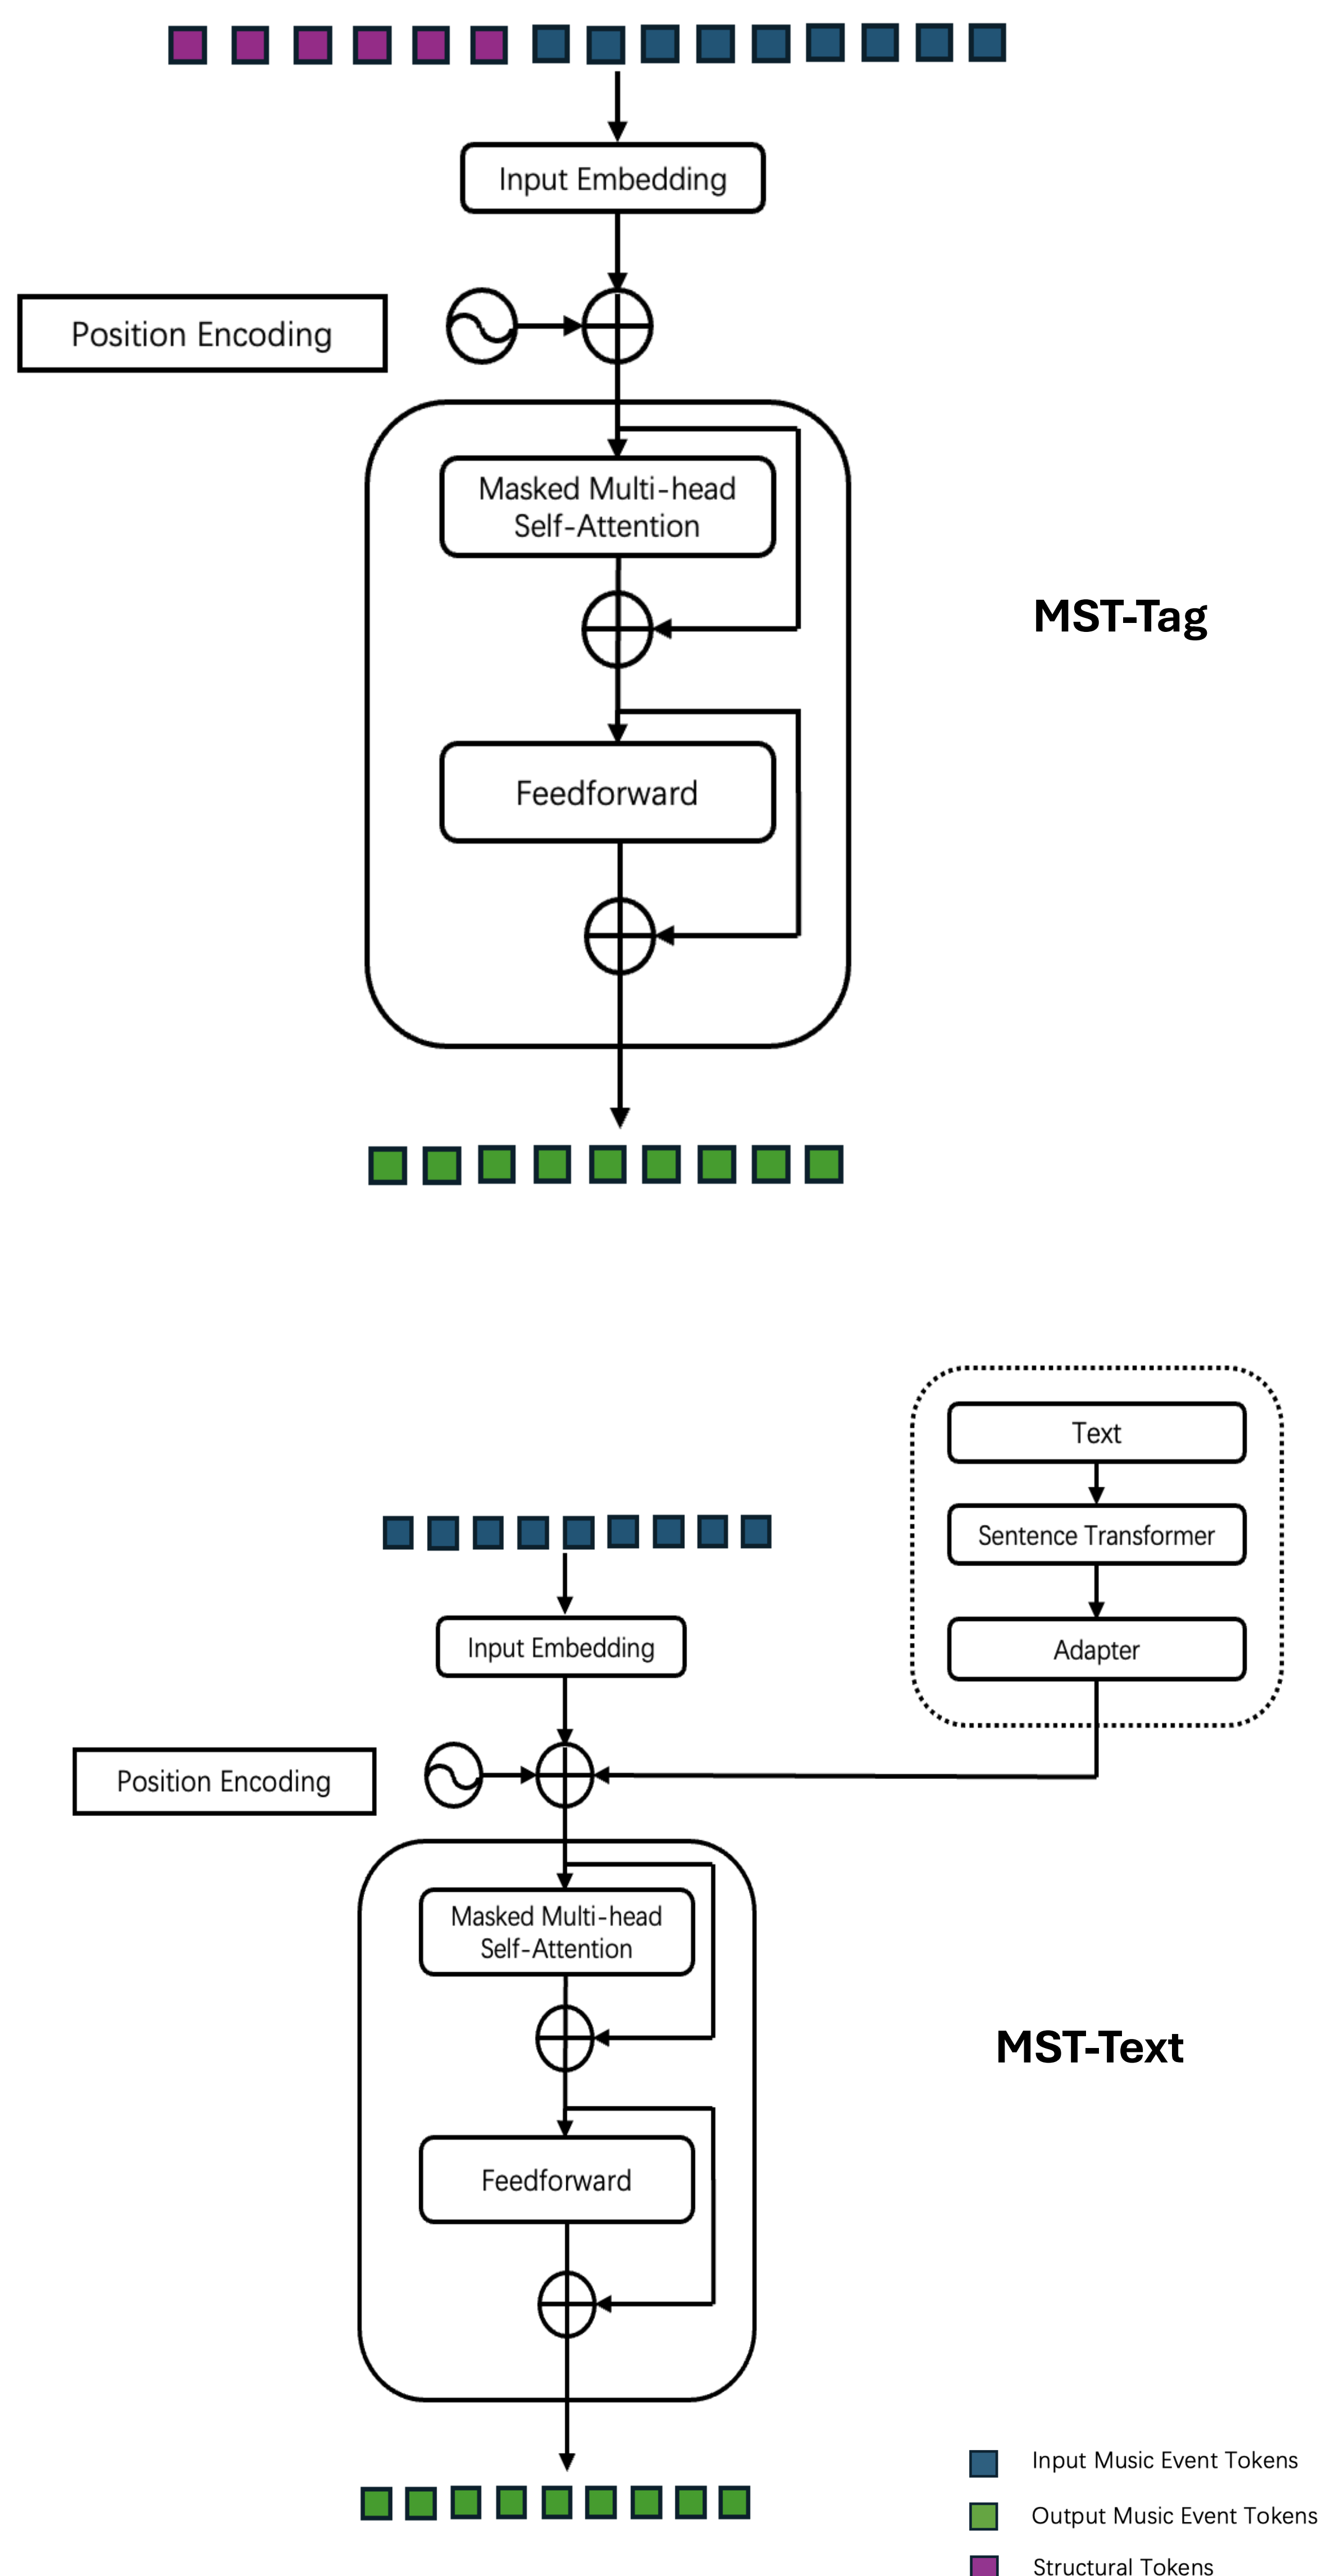 Input Embedding
Position Encoding
Masked Multi-head
Self-Attention
MST-Tag
Feedforward
Text
Sentence Transformer
Adapter
Input Embedding
Position Encoding
Masked Multi-head
Self-Attention
MST-Text
Feedforward
Input Music Event Tokens
Output Music Event Tokens
Structural Tokens